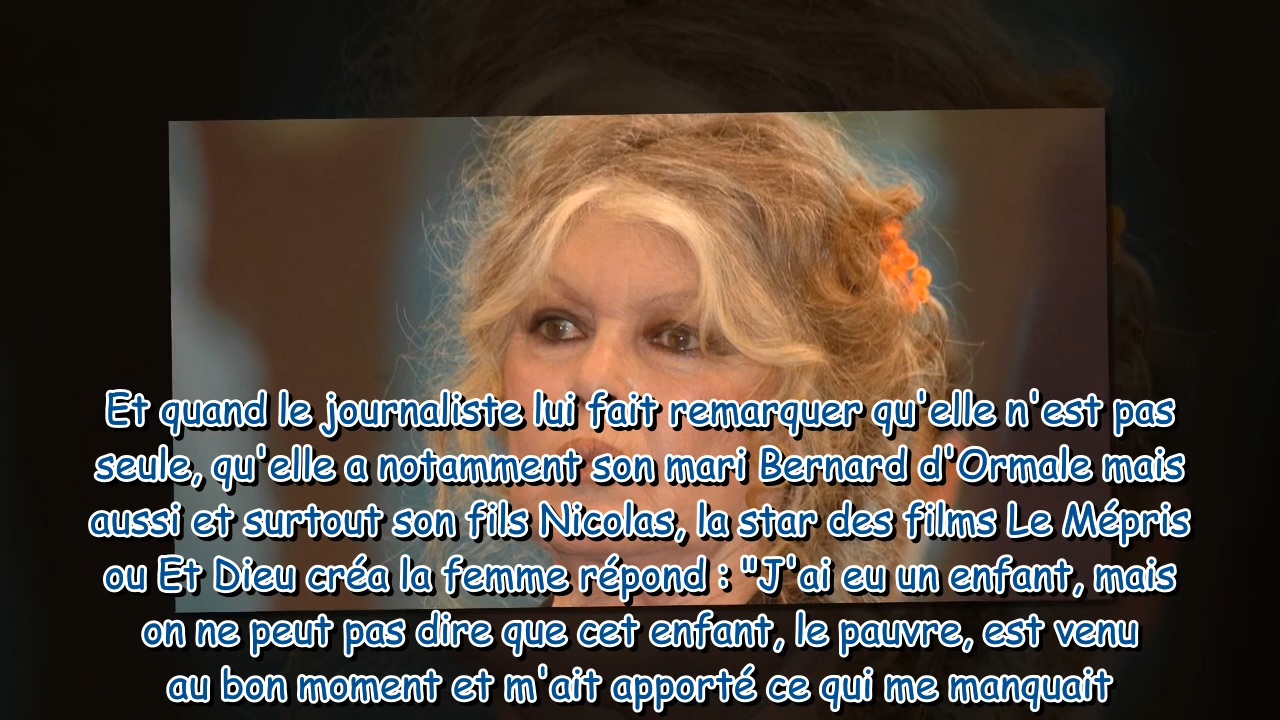 Et quand le journaliste lui fait remarquer qu'elle n'est pas
seule, qu'elle a notamment son mari Bernard d'Ormale mais
aussi et surtout son fils Nicolas, la star des films Le Mépris
ou Et Dieu créa la femme répond : "J'ai eu un enfant, mais
on ne peut pas dire que cet enfant, le pauvre, est venu
au bon moment et m'ait apporté ce qui me manquait